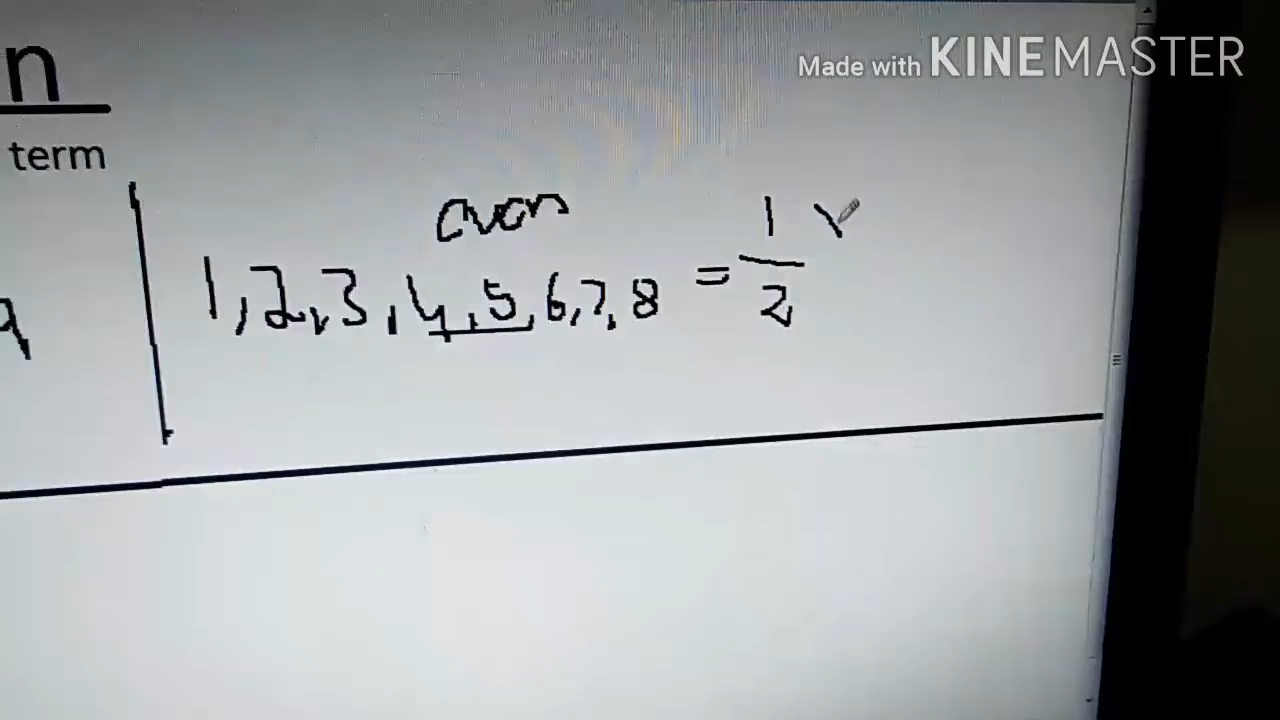 Made with KINEMASTER
n
term
even
1,2,3,4,5,6,7,8 = 1/2 x